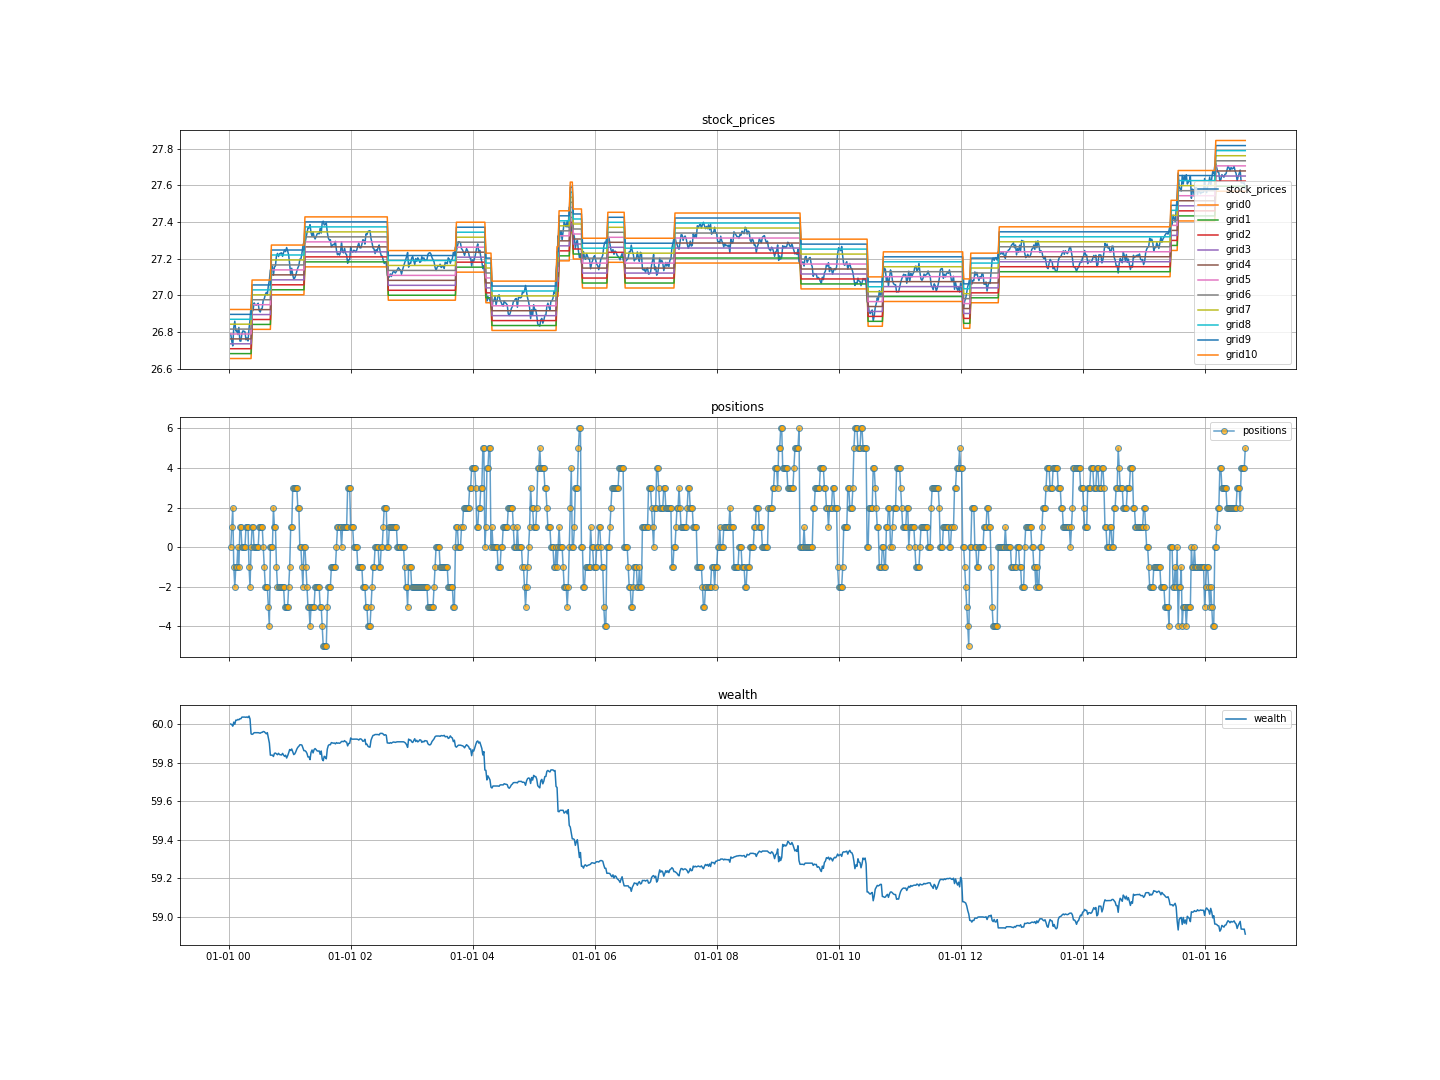 stock_prices
27.8
27.6
27.4
27.2
27.0
26.8
26.6
stock_prices
grid0
grid1
grid2
grid3
grid4
grid5
grid6
grid7
grid8
grid9
grid10
positions
6
4
2
0
−2
−4
positions
wealth
60.0
59.8
59.6
59.4
59.2
59.0
wealth
01-01 00 01-01 02 01-01 04 01-01 06 01-01 08 01-01 10 01-01 12 01-01 14 01-01 16